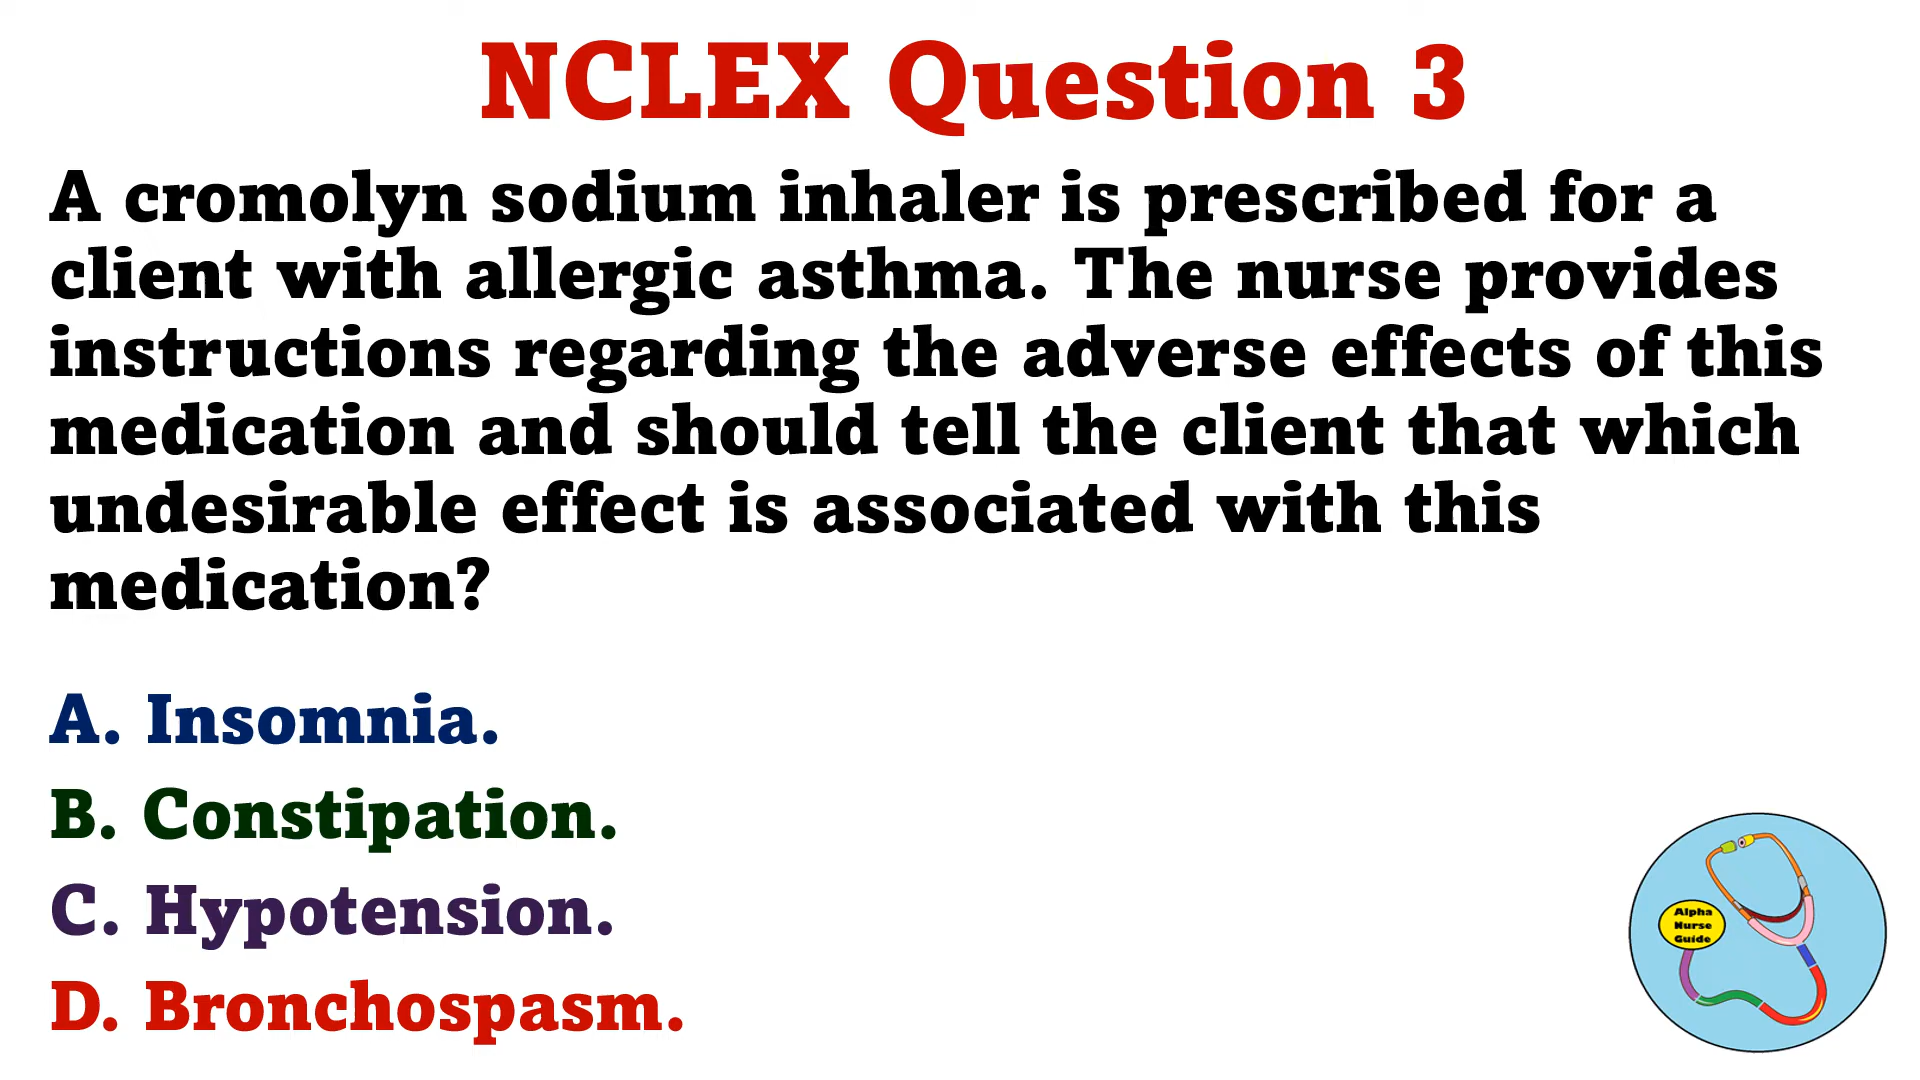 NCLEX Question 3
A cromolyn sodium inhaler is prescribed for a
client with allergic asthma. The nurse provides
instructions regarding the adverse effects of this
medication and should tell the client that which
undesirable effect is associated with this
medication?
A. Insomnia.
B. Constipation.
C. Hypotension.
D. Bronchospasm.
Alpha
Nurse
Guide